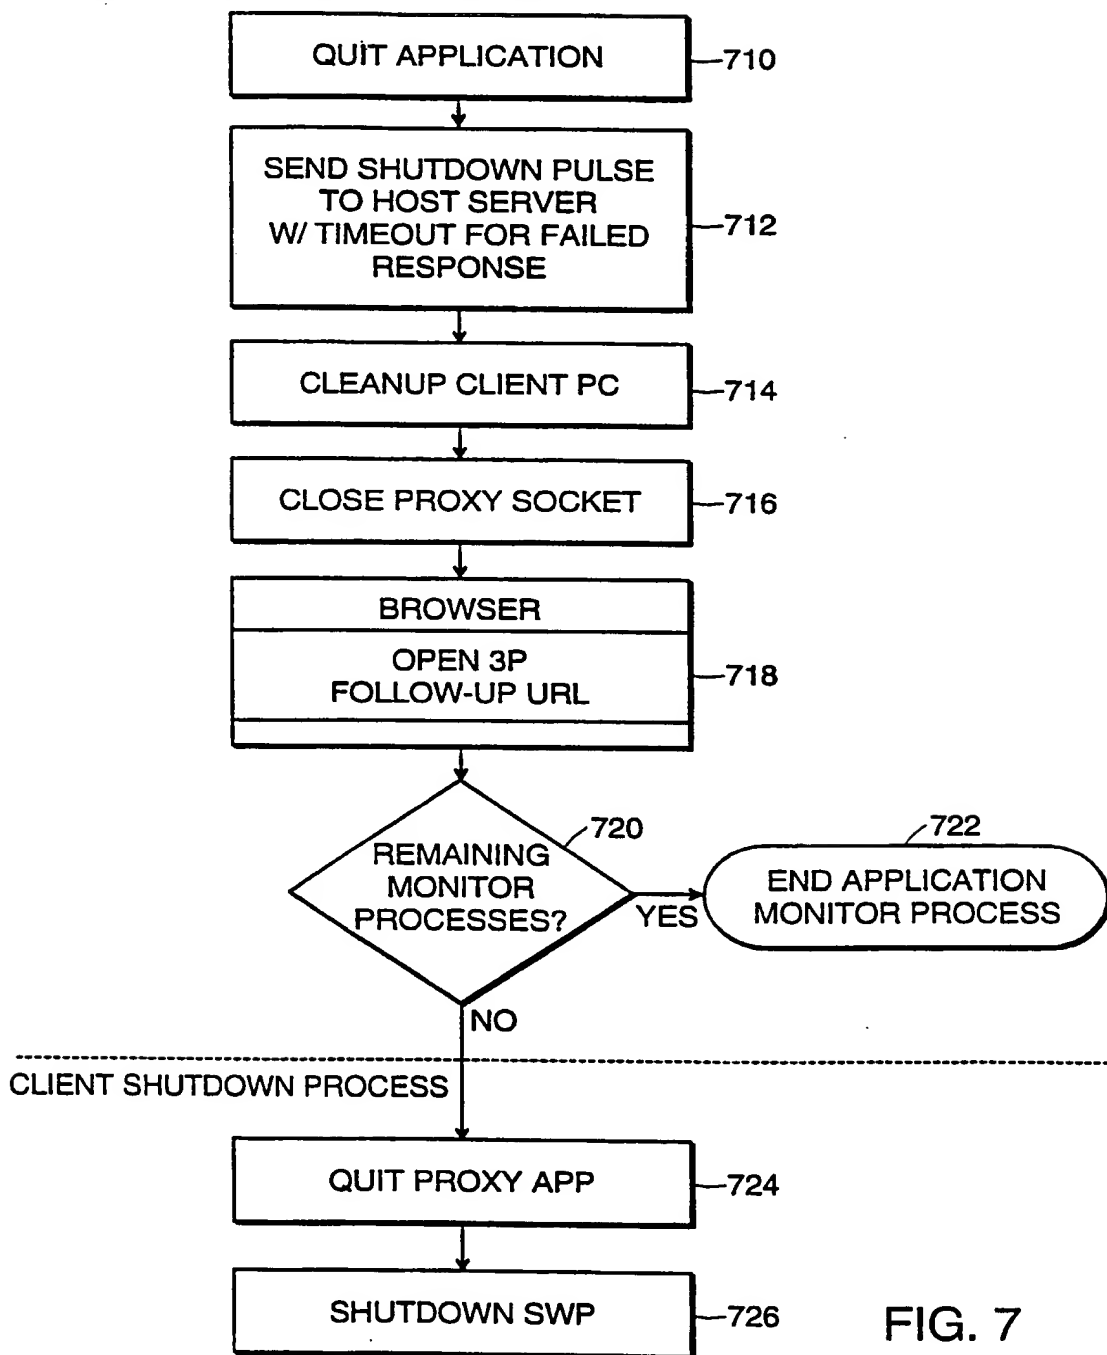 QUIT APPLICATION
710
SEND SHUTDOWN PULSE
TO HOST SERVER
W/ TIMEOUT FOR FAILED
RESPONSE
712
CLEANUP CLIENT PC
714
CLOSE PROXY SOCKET
716
BROWSER
OPEN 3P
FOLLOW-UP URL
718
720
REMAINING
MONITOR
PROCESSES?
YES
722
END APPLICATION
MONITOR PROCESS
NO
CLIENT SHUTDOWN PROCESS
QUIT PROXY APP
724
SHUTDOWN SWP
726
FIG. 7